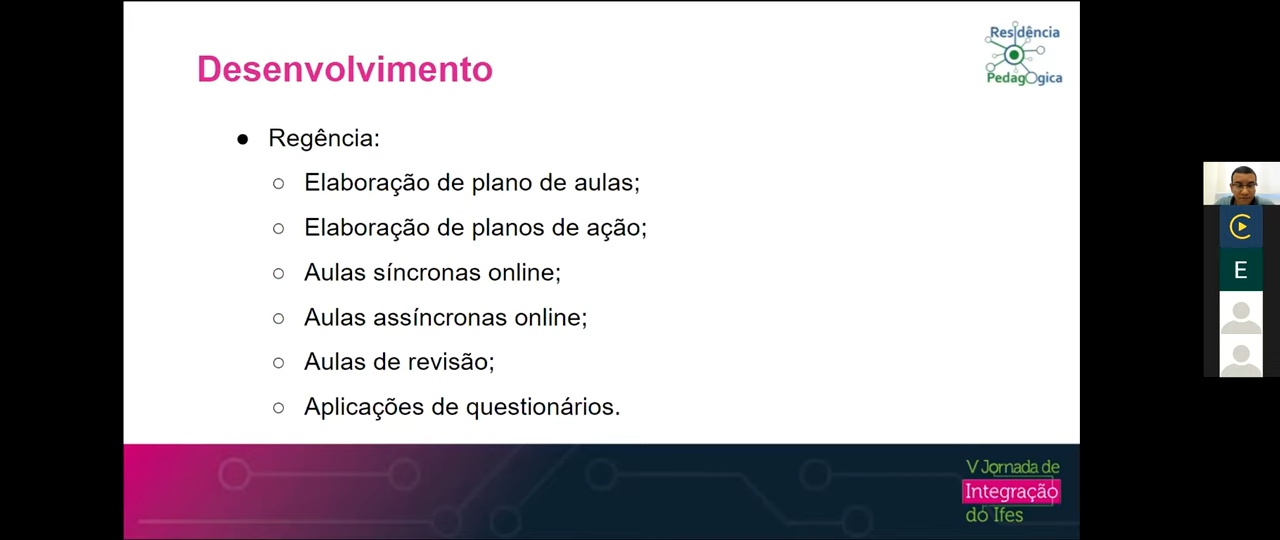 Desenvolvimento
Residência
Pedagógica
● Regência:
○ Elaboração de plano de aulas;
○ Elaboração de planos de ação;
○ Aulas síncronas online;
○ Aulas assíncronas online;
○ Aulas de revisão;
○ Aplicações de questionários.
V Jornada de
Integração
do Ifes
E